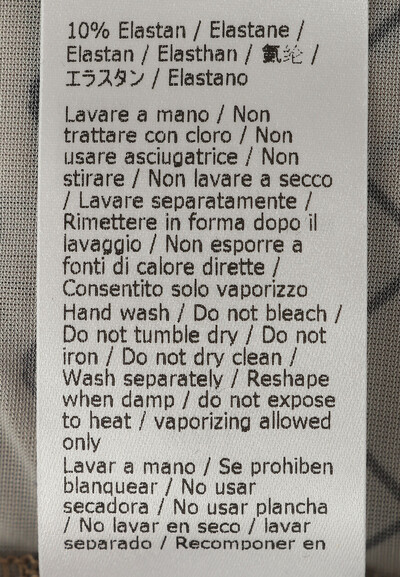 10% Elastan / Elastane /
Elastan / Elasthan / 氨纶 /
エラスタン / Elastano
Lavare a mano / Non
trattare con cloro / Non
usare asciugatrice / Non
stirare / Non lavare a secco
/ Lavare separatamente /
Rimettere in forma dopo il
lavaggio / Non esporre a
fonti di calore dirette /
Consentito solo vaporizzo
Hand wash / Do not bleach /
Do not tumble dry / Do not
iron / Do not dry clean /
Wash separately / Reshape
when damp / do not expose
to heat / vaporizing allowed
only
Lavar a mano / Se prohiben
blanquear / No usar
secadora / No usar plancha
/ No lavar en seco / lavar
separado / Recomponer en